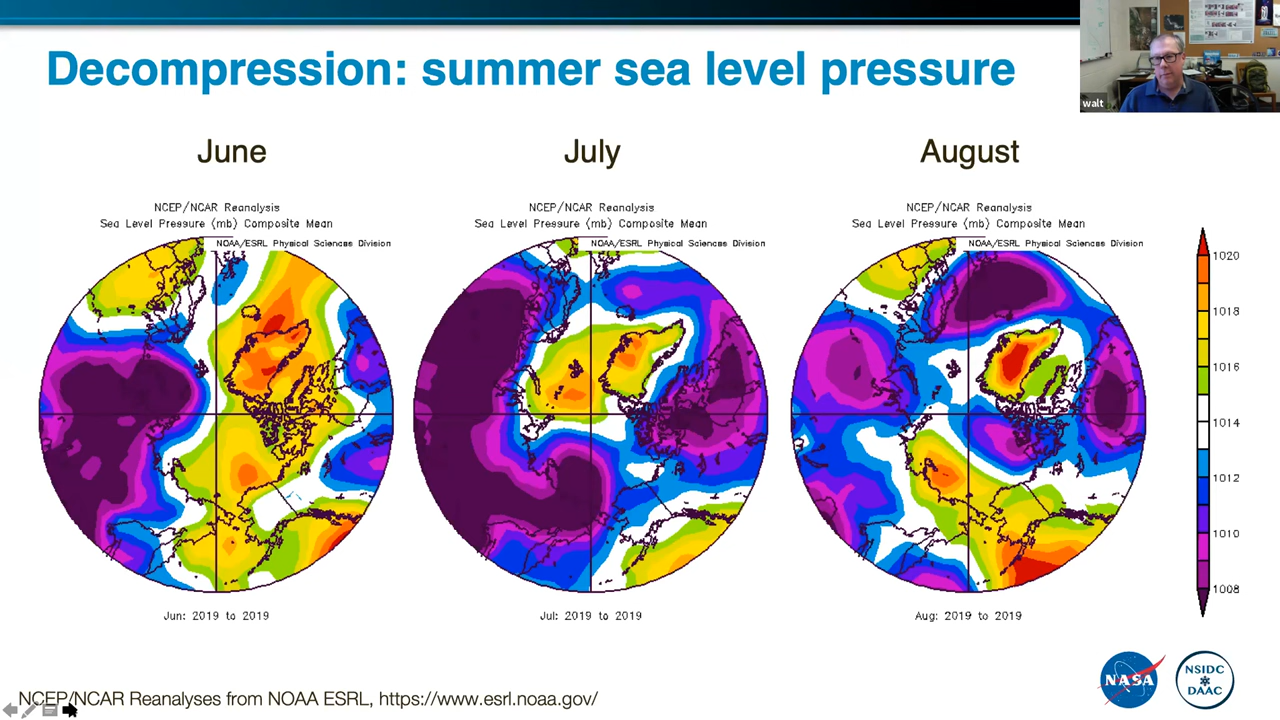 Decompression: summer sea level pressure
walt
June
July
August
NCEP/NCAR Reanalysis
Sea Level Pressure (mb) Composite Mean
NOAA/ESRL Physical Sciences Division
NCEP/NCAR Reanalysis
Sea Level Pressure (mb) Composite Mean
NOAA/ESRL Physical Sciences Division
NCEP/NCAR Reanalysis
Sea Level Pressure (mb) Composite Mean
NOAA/ESRL Physical Sciences Division
1020
1018
1016
1014
1012
1010
1008
Jun: 2019 to 2019
Jul: 2019 to 2019
Aug: 2019 to 2019
NASA
NSIDC
DAAC
NCEP/NCAR Reanalyses from NOAA ESRL, https://www.esrl.noaa.gov/